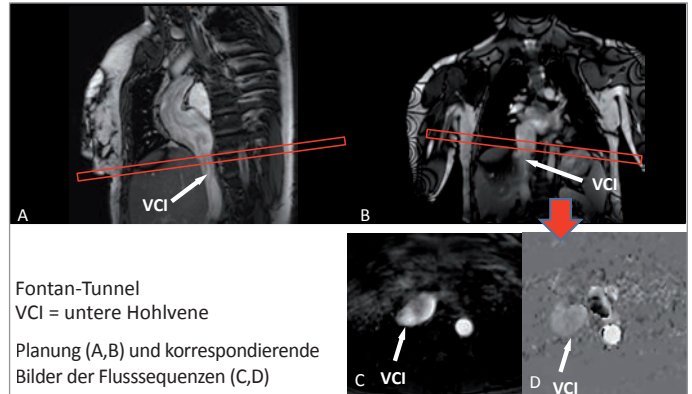 VCI
A
VCI
B
Fontan-Tunnel
VCI = untere Hohlvene
Planung (A,B) und korrespondierende
Bilder der Flusssequenzen (C,D)
VCI
C
VCI
D